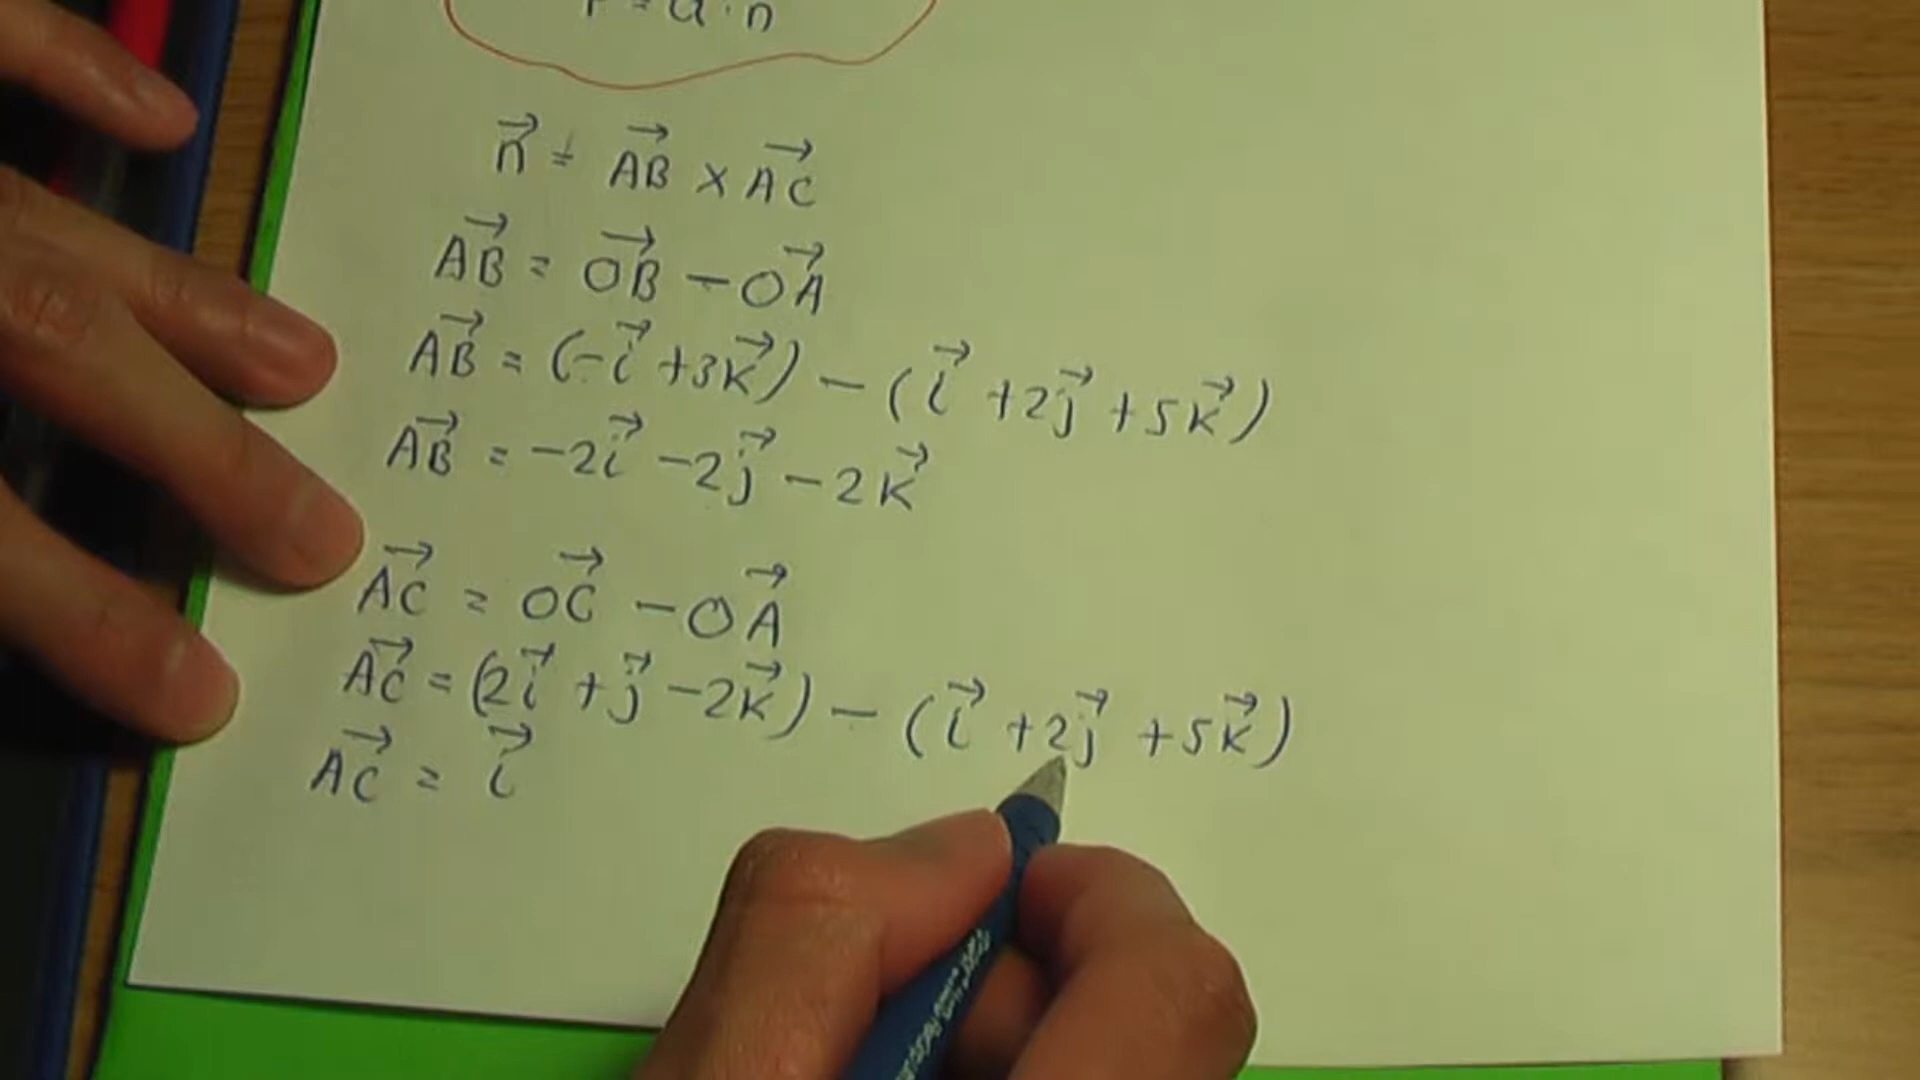 r = a · n
n⃗ = AB⃗ × AC⃗
AB⃗ = OB⃗ − OA⃗
AB⃗ = (−i⃗ + 3k⃗) − (i⃗ + 2j⃗ + 5k⃗)
AB⃗ = −2i⃗ − 2j⃗ − 2k⃗
AC⃗ = OC⃗ − OA⃗
AC⃗ = (2i⃗ + j⃗ − 2k⃗) − (i⃗ + 2j⃗ + 5k⃗)
AC⃗ = i⃗